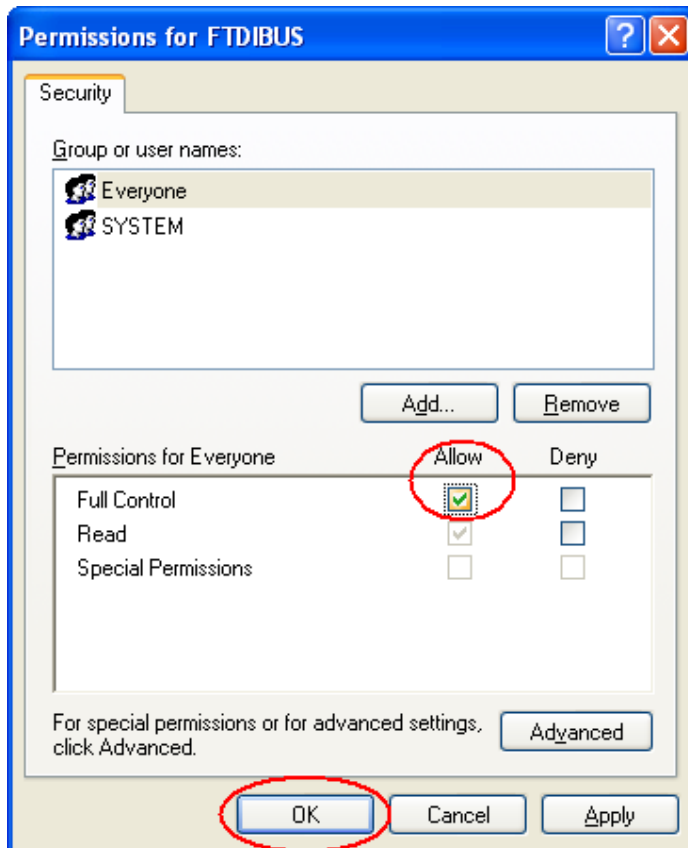 Permissions for FTDIBUS
Security
Group or user names:
Everyone
SYSTEM
Add... Remove
Permissions for Everyone Allow Deny
Full Control
Read
Special Permissions
For special permissions or for advanced settings,
click Advanced.
Advanced
OK Cancel Apply